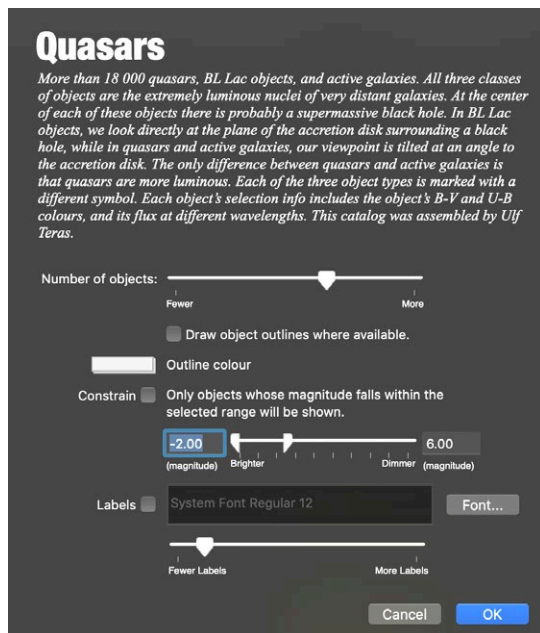 Quasars
More than 18 000 quasars, BL Lac objects, and active galaxies. All three classes
of objects are the extremely luminous nuclei of very distant galaxies. At the center
of each of these objects there is probably a supermassive black hole. In BL Lac
objects, we look directly at the plane of the accretion disk surrounding a black
hole, while in quasars and active galaxies, our viewpoint is tilted at an angle to
the accretion disk. The only difference between quasars and active galaxies is
that quasars are more luminous. Each of the three object types is marked with a
different symbol. Each object's selection info includes the object's B-V and U-B
colours, and its flux at different wavelengths. This catalog was assembled by Ulf
Teras.
Number of objects:
Fewer More
Draw object outlines where available.
Outline colour
Constrain Only objects whose magnitude falls within the
selected range will be shown.
-2.00 6.00
(magnitude) Brighter Dimmer (magnitude)
Labels System Font Regular 12 Font...
Fewer Labels More Labels
Cancel OK